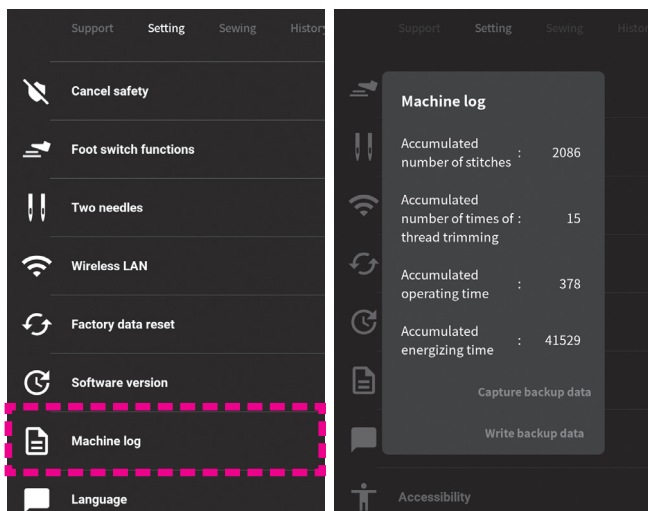 Support Setting Sewing History
Cancel safety
Foot switch functions
Two needles
Wireless LAN
Factory data reset
Software version
Machine log
Language
Support Setting Sewing Histor
Machine log
Accumulated
number of stitches : 2086
Accumulated
number of times of : 15
thread trimming
Accumulated
operating time : 378
Accumulated
energizing time : 41529
Capture backup data
Write backup data
Accessibility